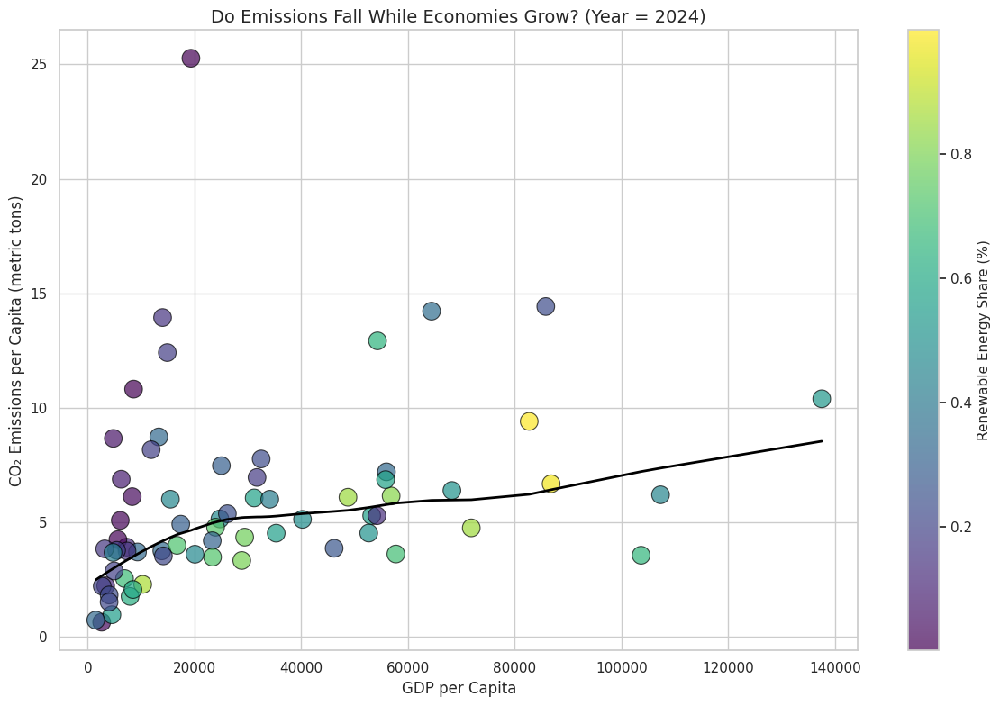 Do Emissions Fall While Economies Grow? (Year = 2024)
CO₂ Emissions per Capita (metric tons)
25
20
15
10
5
0
0 20000 40000 60000 80000 100000 120000 140000
GDP per Capita
0.8
0.6
0.4
0.2
Renewable Energy Share (%)